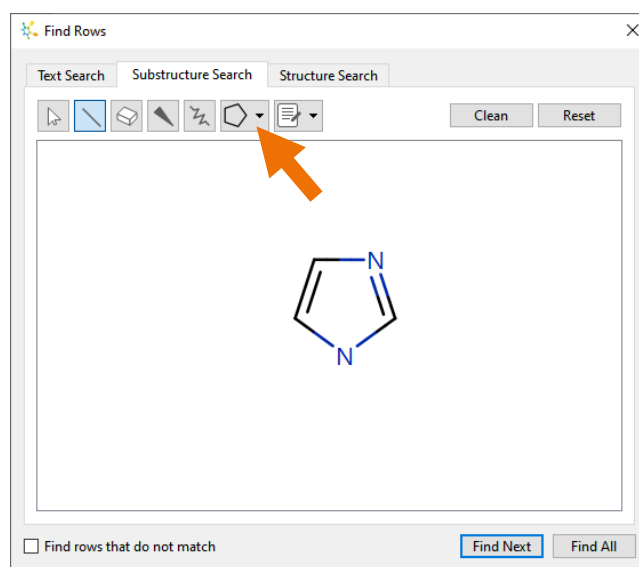 Find Rows
Text Search Substructure Search Structure Search
Clean Reset
N
N
Find rows that do not match Find Next Find All